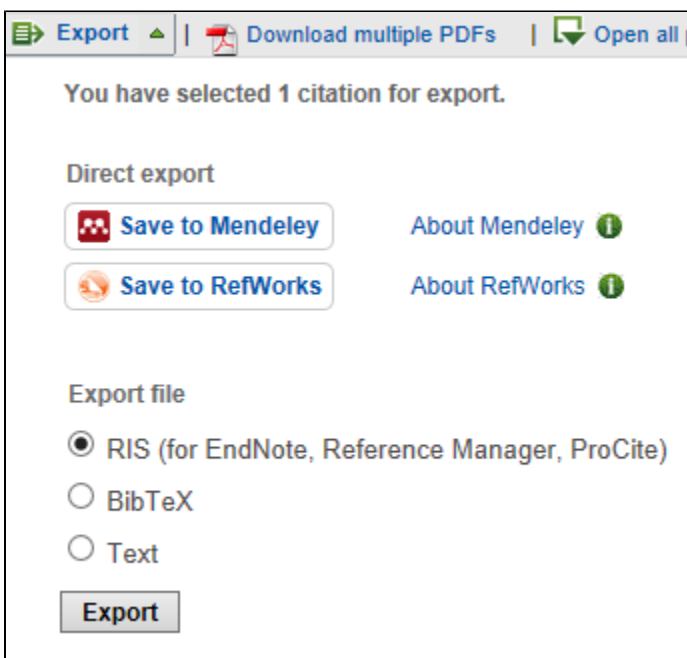 Export | Download multiple PDFs | Open all
You have selected 1 citation for export.
Direct export
Save to Mendeley About Mendeley
Save to RefWorks About RefWorks
Export file
RIS (for EndNote, Reference Manager, ProCite)
BibTeX
Text
Export